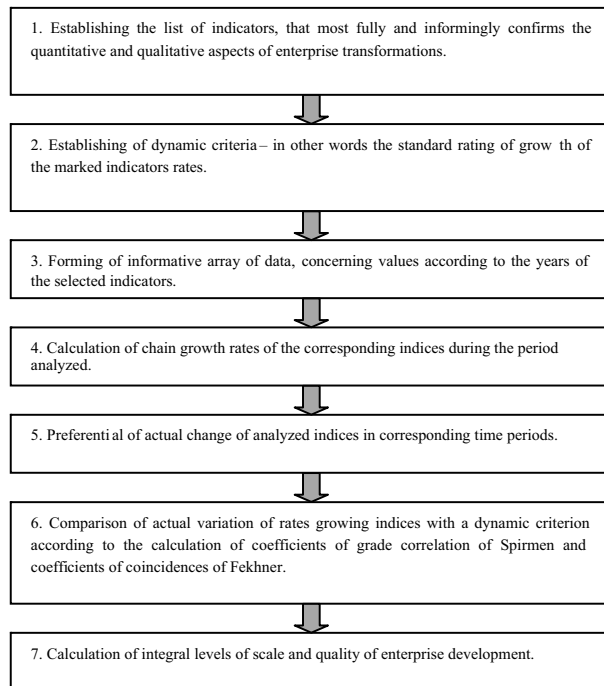 1. Establishing the list of indicators, that most fully and informingly confirms the
quantitative and qualitative aspects of enterprise transformations.
2. Establishing of dynamic criteria – in other words the standard rating of grow th of
the marked indicators rates.
3. Forming of informative array of data, concerning values according to the years of
the selected indicators.
4. Calculation of chain growth rates of the corresponding indices during the period
analyzed.
5. Preferenti al of actual change of analyzed indices in corresponding time periods.
6. Comparison of actual variation of rates growing indices with a dynamic criterion
according to the calculation of coefficients of grade correlation of Spirmen and
coefficients of coincidences of Fekhner.
7. Calculation of integral levels of scale and quality of enterprise development.